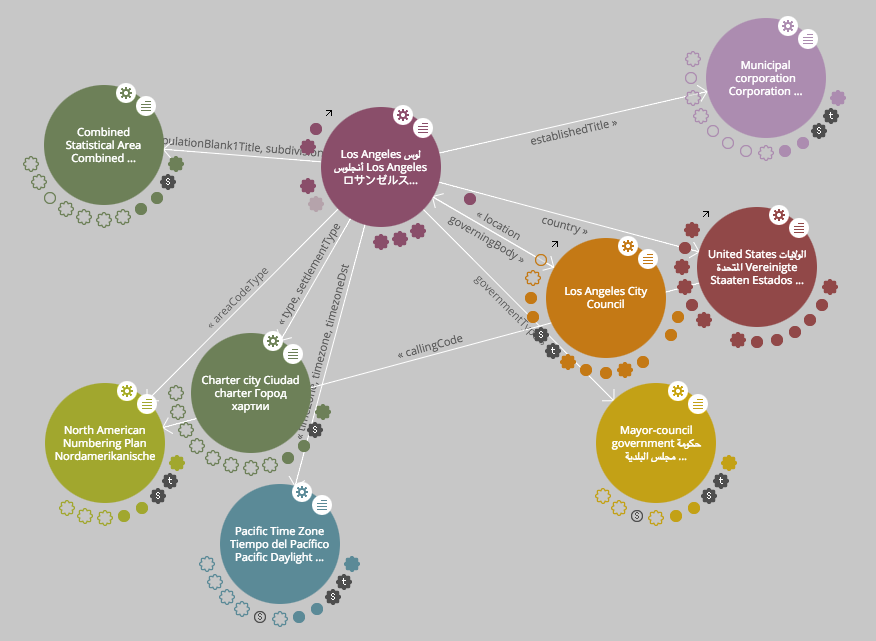 Municipal
corporation
Corporation ...
t
$
establishedTitle »
Combined
Statistical Area
Combined ...
$
pulationBlank1Title, subdivision
Los Angeles لوس
أنجلوس Los Angeles
ロサンゼルス...
« location
governingBody »
country »
United States الولايات
المتحدة Vereinigte
Staaten Estados ...
Los Angeles City
Council
$
t
« areaCodeType
« type, settlementType
timezone, timezoneDst
governmentType
« callingCode
Charter city Ciudad
charter Город
хартии
$
North American
Numbering Plan
Nordamerikanische
t
$
Mayor-council
government حكومة
مجلس البلدية ...
t
$
$
Pacific Time Zone
Tiempo del Pacífico
Pacific Daylight ...
t
$
$